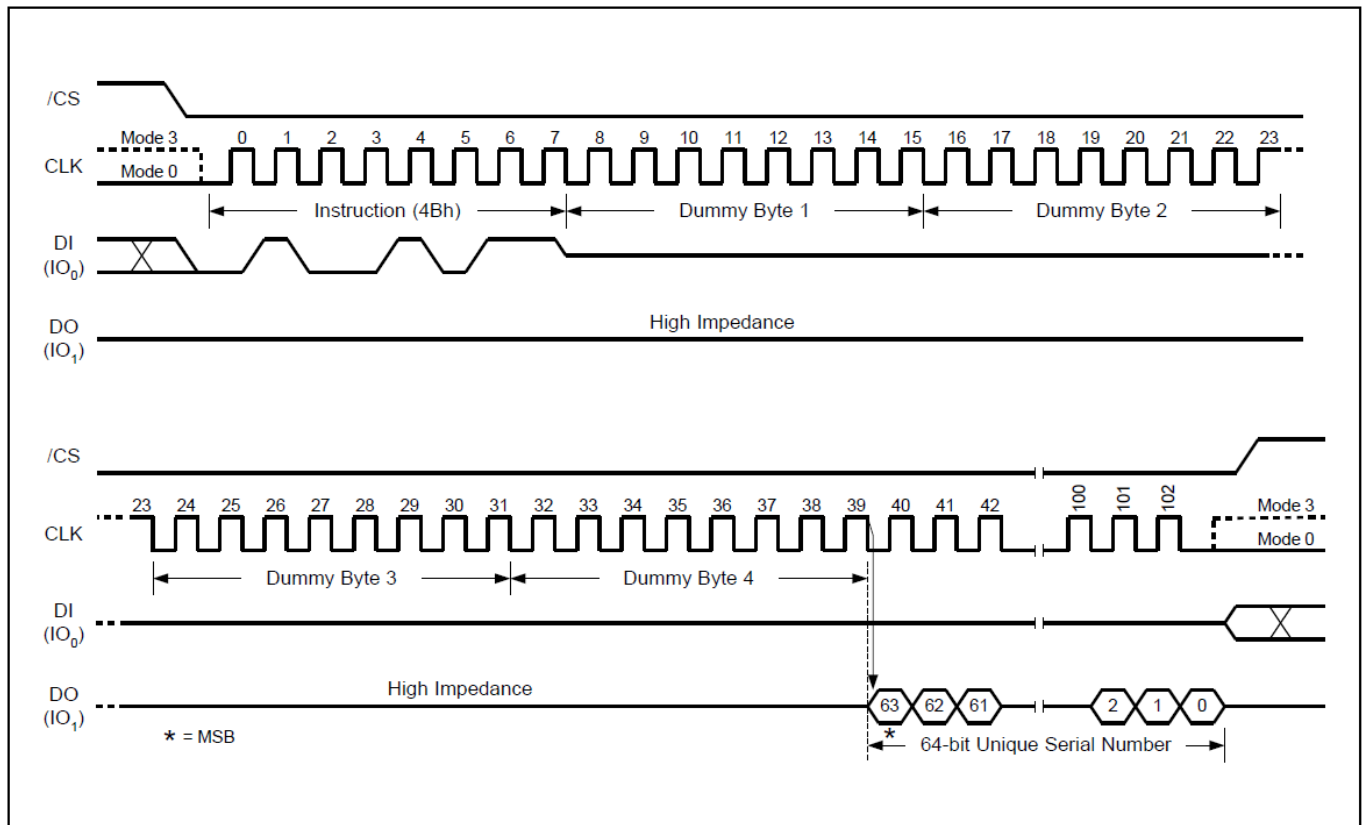 /CS
Mode 3 0 1 2 3 4 5 6 7 8 9 10 11 12 13 14 15 16 17 18 19 20 21 22 23
CLK
Mode 0
Instruction (4Bh) Dummy Byte 1 Dummy Byte 2
DI
(IO0)
DO High Impedance
(IO1)
/CS
23 24 25 26 27 28 29 30 31 32 33 34 35 36 37 38 39 40 41 42 100 101 102 Mode 3
CLK
Mode 0
Dummy Byte 3 Dummy Byte 4
DI
(IO0)
DO High Impedance 63 62 61 2 1 0
(IO1)
* = MSB * 64-bit Unique Serial Number